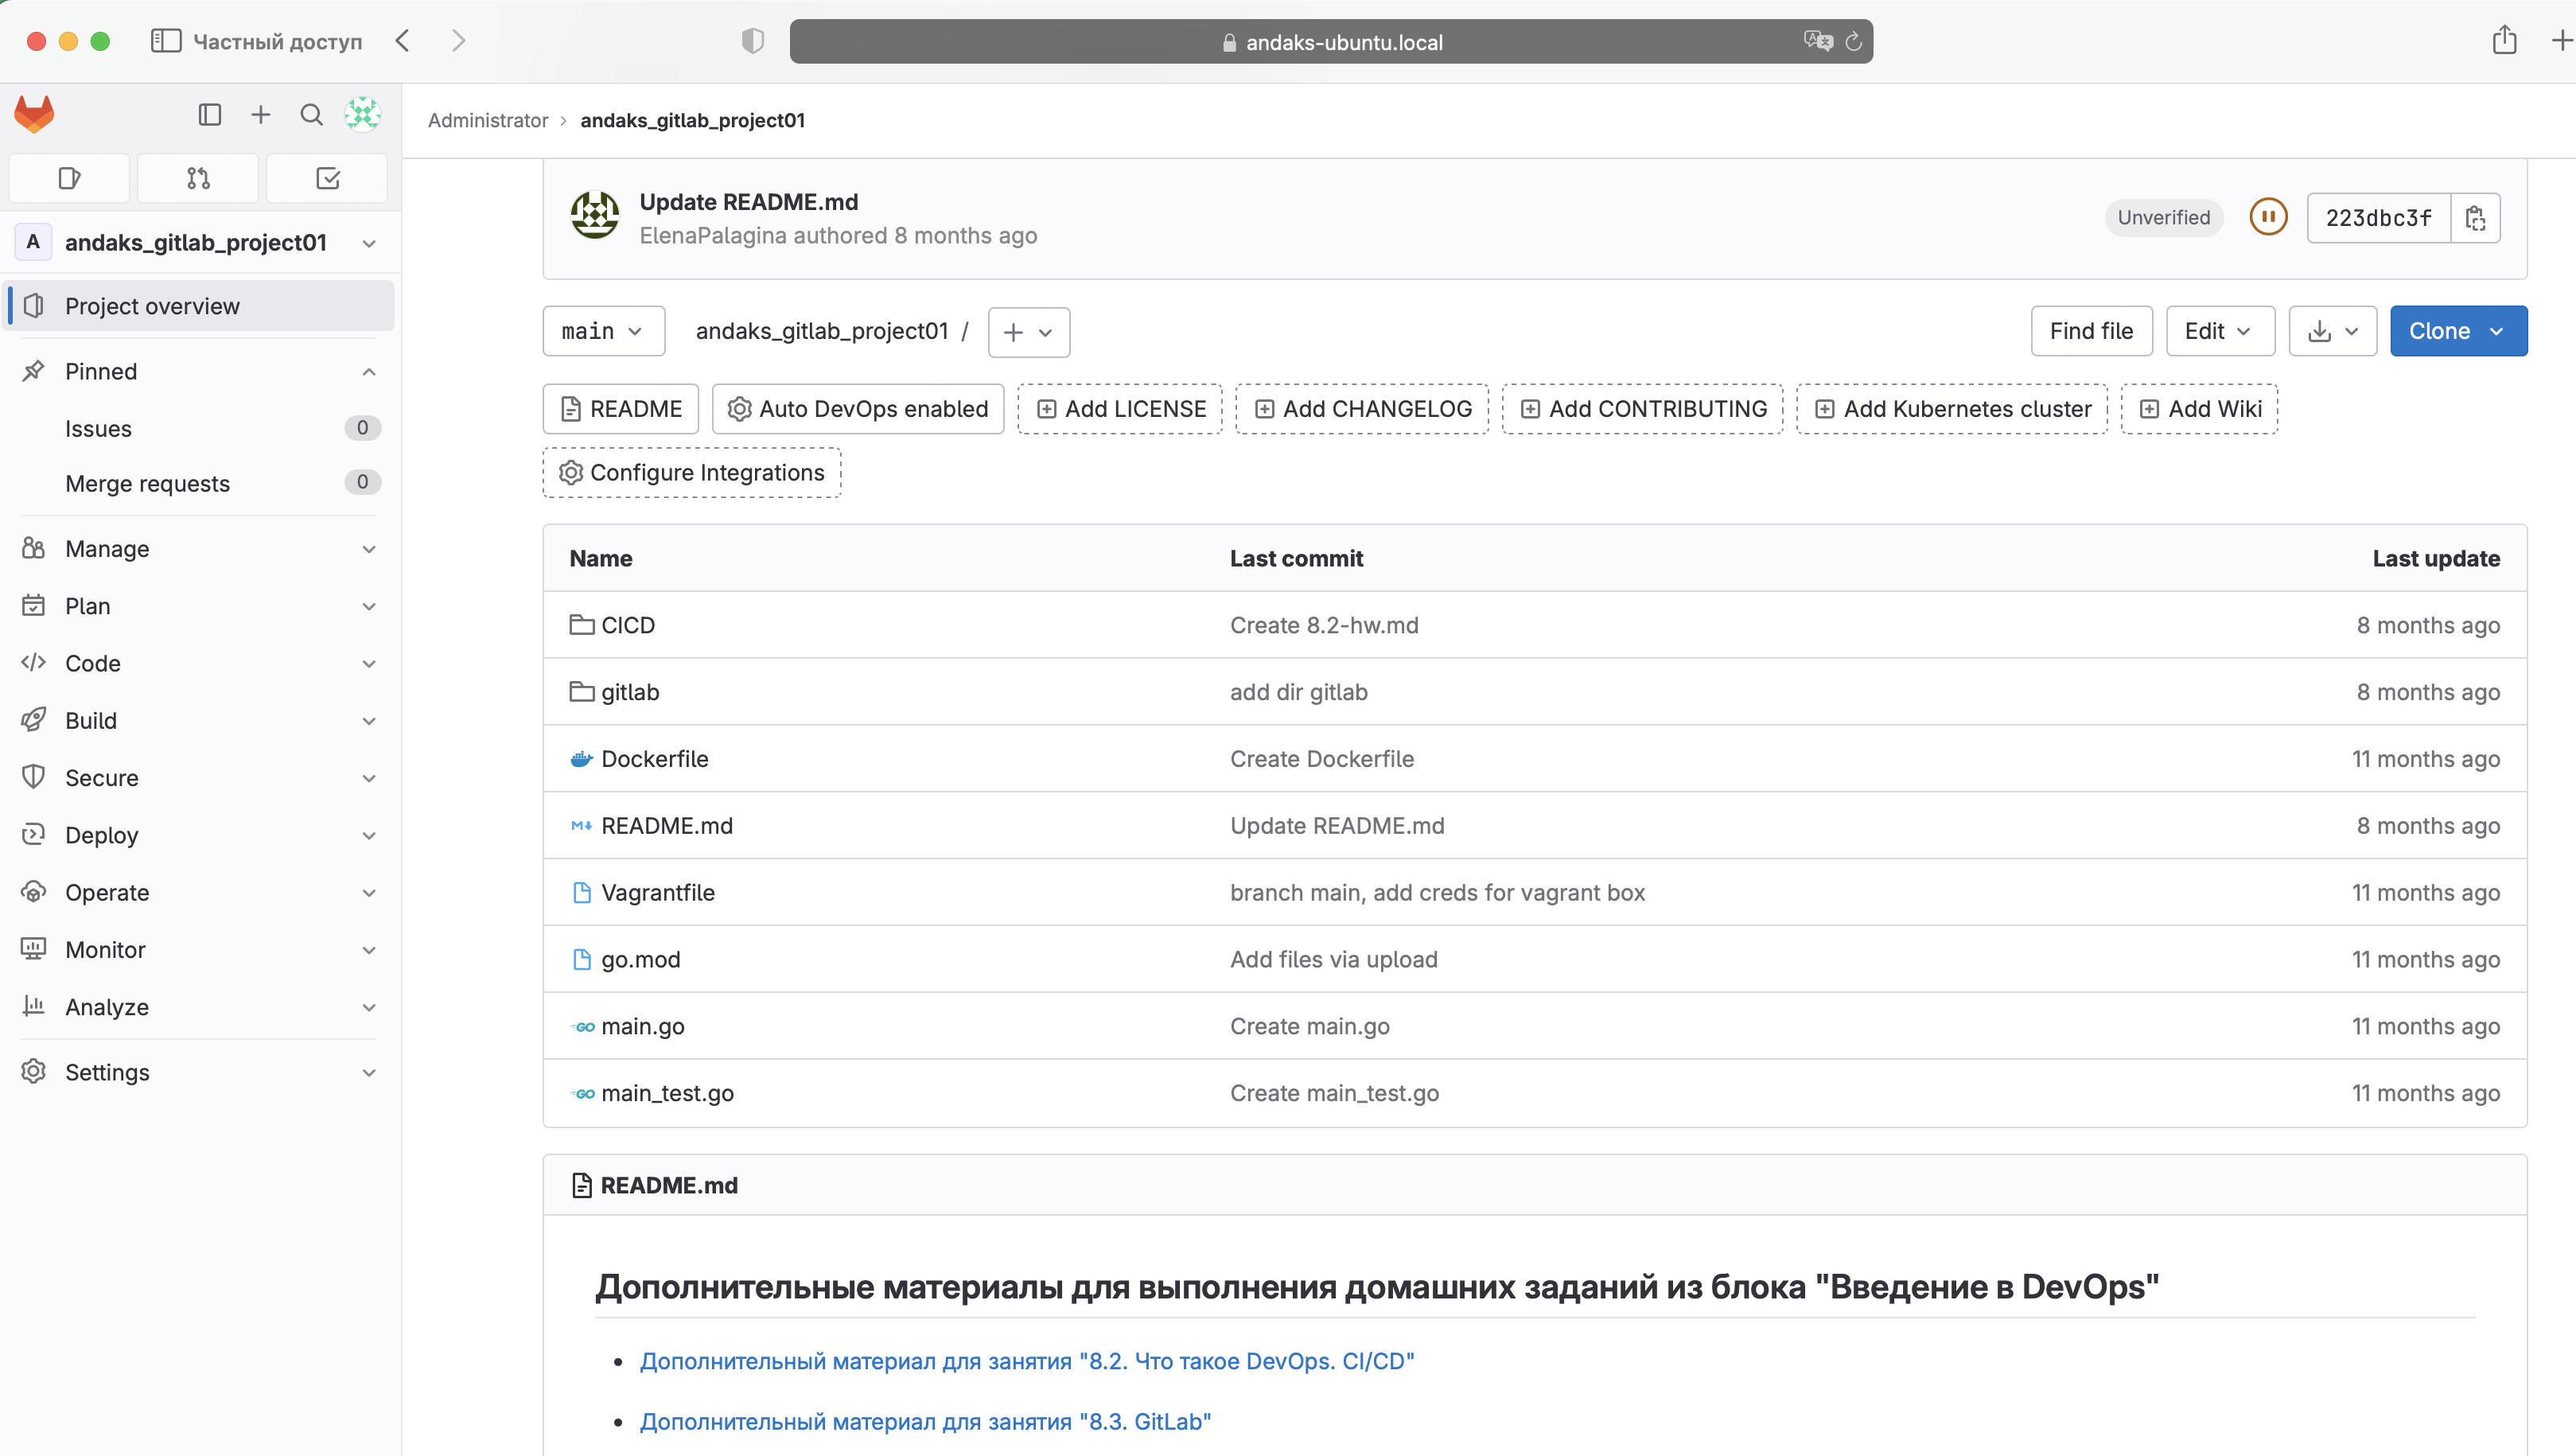 Частный доступ
andaks-ubuntu.local
Administrator › andaks_gitlab_project01
A andaks_gitlab_project01
Project overview
Pinned
Issues 0
Merge requests 0
Manage
Plan
Code
Build
Secure
Deploy
Operate
Monitor
Analyze
Settings
Update README.md
ElenaPalagina authored 8 months ago
Unverified 223dbc3f
main andaks_gitlab_project01 / Find file Edit Clone
README Auto DevOps enabled Add LICENSE Add CHANGELOG Add CONTRIBUTING Add Kubernetes cluster Add Wiki
Configure Integrations
Name Last commit Last update
CICD Create 8.2-hw.md 8 months ago
gitlab add dir gitlab 8 months ago
Dockerfile Create Dockerfile 11 months ago
README.md Update README.md 8 months ago
Vagrantfile branch main, add creds for vagrant box 11 months ago
go.mod Add files via upload 11 months ago
main.go Create main.go 11 months ago
main_test.go Create main_test.go 11 months ago
README.md
Дополнительные материалы для выполнения домашних заданий из блока "Введение в DevOps"
• Дополнительный материал для занятия "8.2. Что такое DevOps. CI/CD"
• Дополнительный материал для занятия "8.3. GitLab"